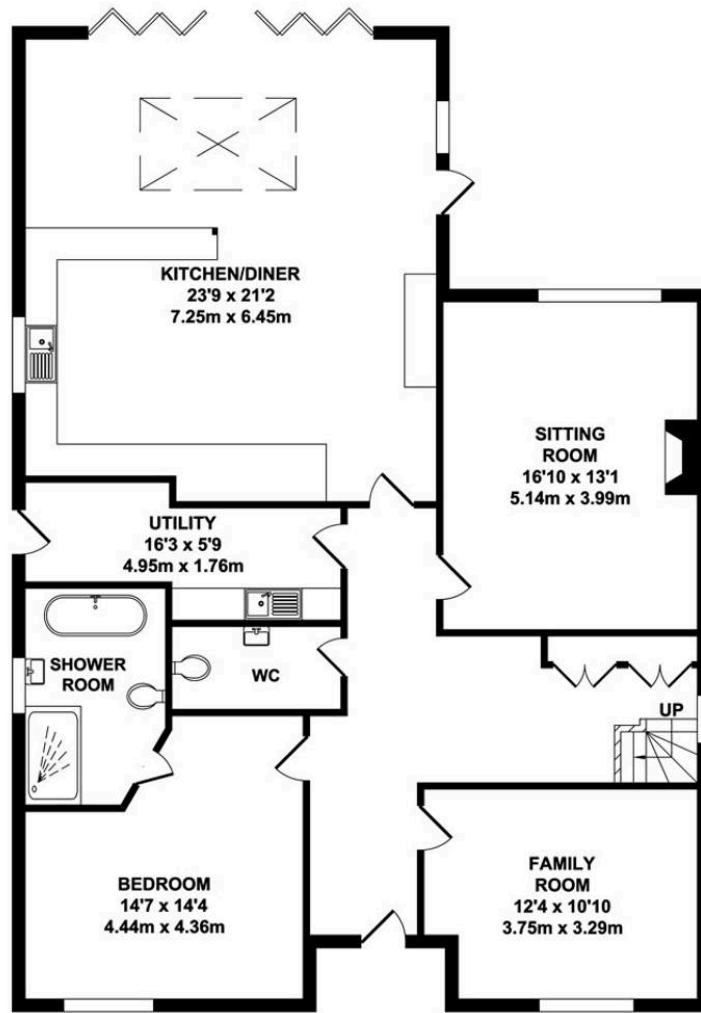 KITCHEN/DINER
23'9 x 21'2
7.25m x 6.45m
SITTING
ROOM
16'10 x 13'1
5.14m x 3.99m
UTILITY
16'3 x 5'9
4.95m x 1.76m
SHOWER
ROOM
WC
UP
BEDROOM
14'7 x 14'4
4.44m x 4.36m
FAMILY
ROOM
12'4 x 10'10
3.75m x 3.29m